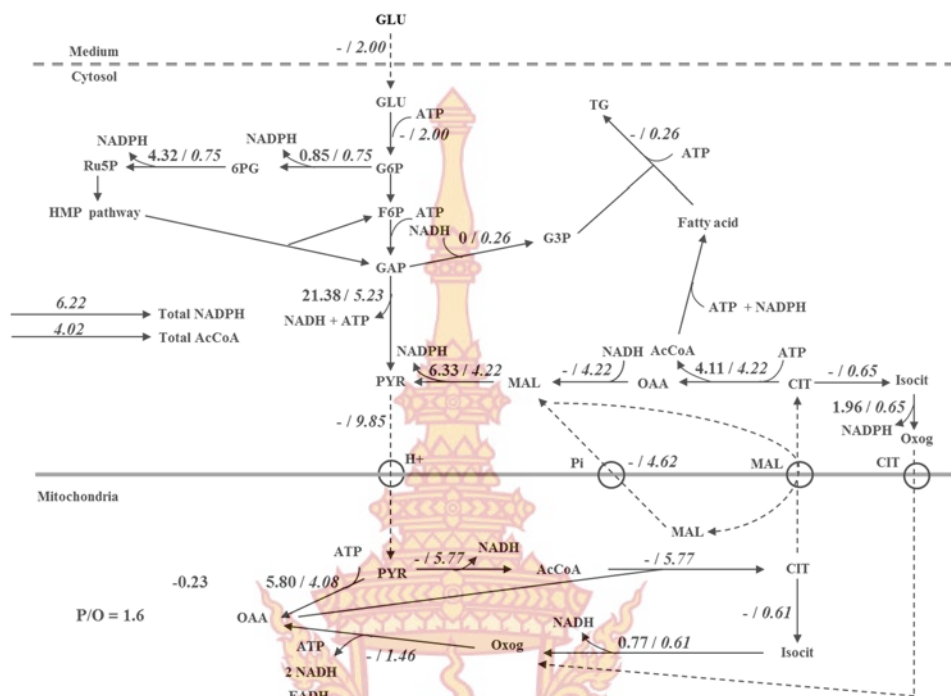 GLU
- / 2.00
Medium
Cytosol
GLU
ATP
- / 2.00
TG
- / 0.26
ATP
NADPH
4.32 / 0.75
NADPH
0.85 / 0.75
Ru5P
6PG
G6P
HMP pathway
F6P
ATP
NADH
0 / 0.26
G3P
Fatty acid
GAP
21.38 / 5.23
NADH + ATP
6.22
Total NADPH
4.02
Total AcCoA
ATP + NADPH
NADPH
6.33 / 4.22
NADH
- / 4.22
AcCoA
4.11 / 4.22
ATP
- / 0.65
PYR
MAL
OAA
CIT
Isocit
1.96 / 0.65
NADPH
Oxog
- / 9.85
H+
Pi
- / 4.62
MAL
CIT
Mitochondria
MAL
ATP
- / 5.77
NADH
- / 5.77
-0.23
5.80 / 4.08
PYR
AcCoA
CIT
P/O = 1.6
OAA
- / 0.61
NADH
ATP
- / 1.46
Oxog
0.77 / 0.61
Isocit
2 NADH
FADH